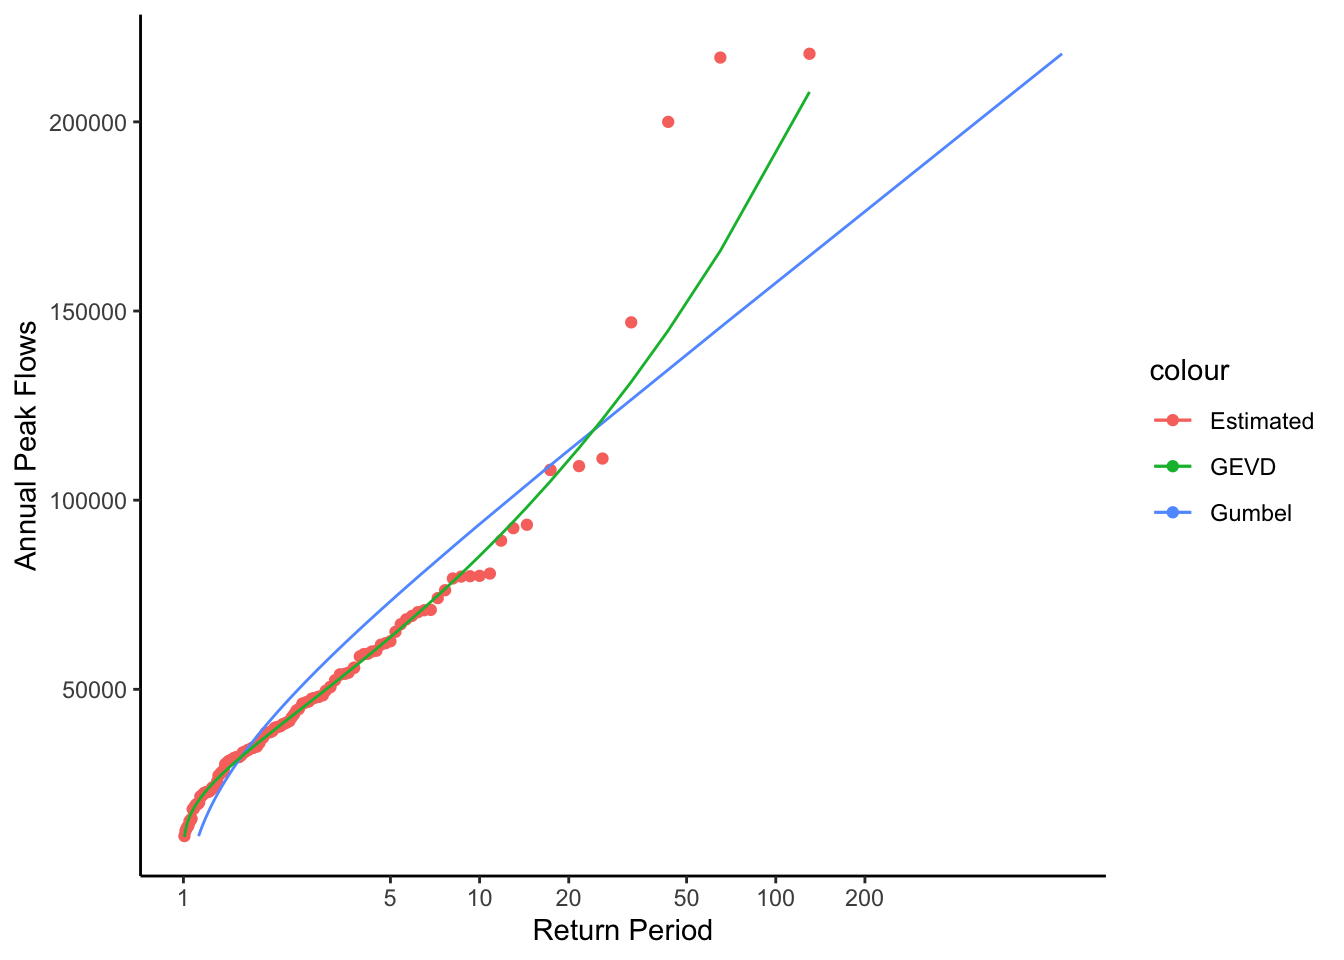 200000
150000
100000
50000
Annual Peak Flows
1 5 10 20 50 100 200
Return Period
colour
Estimated
GEVD
Gumbel